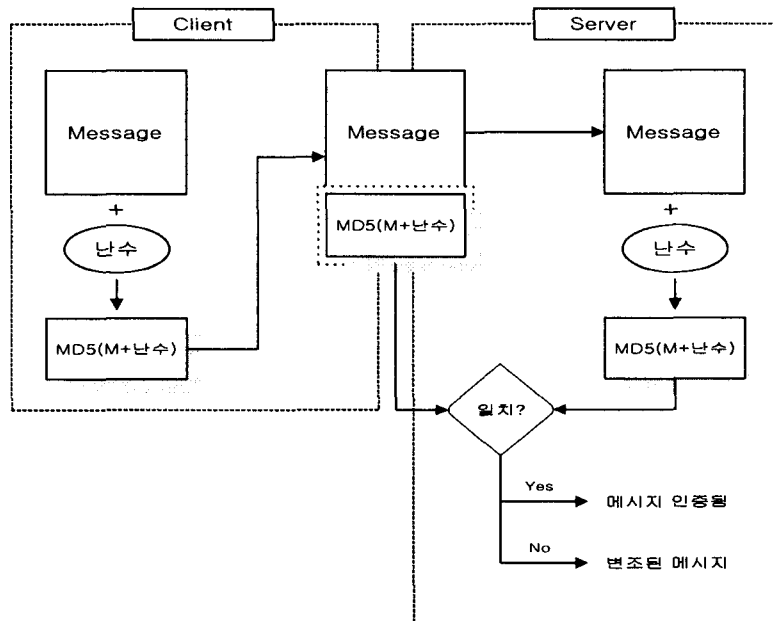 Client
Server
Message
Message
Message
+
+
난수
MD5(M+난수)
난수
MD5(M+난수)
MD5(M+난수)
일치?
Yes
메시지 인증됨
No
변조된 메시지